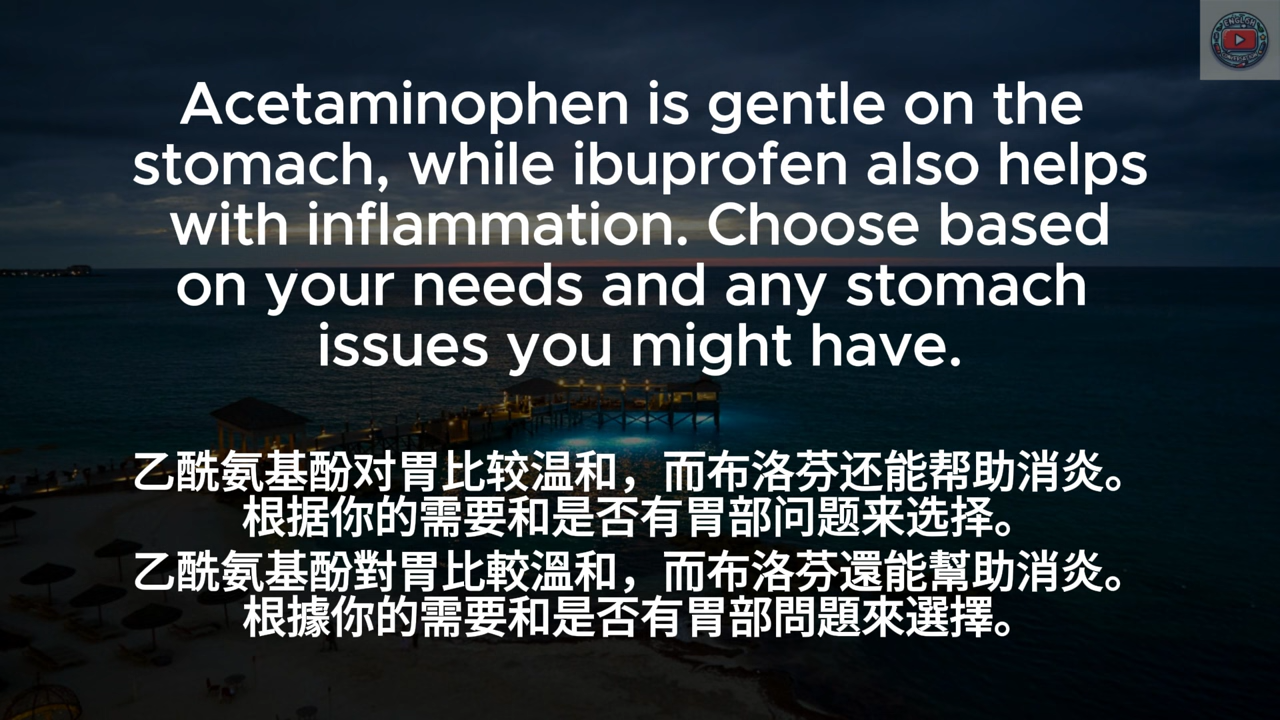 Acetaminophen is gentle on the
stomach, while ibuprofen also helps
with inflammation. Choose based
on your needs and any stomach
issues you might have.
乙酰氨基酚对胃比较温和，而布洛芬还能帮助消炎。
根据你的需要和是否有胃部问题来选择。
乙酰氨基酚對胃比較溫和，而布洛芬還能幫助消炎。
根據你的需要和是否有胃部問題來選擇。